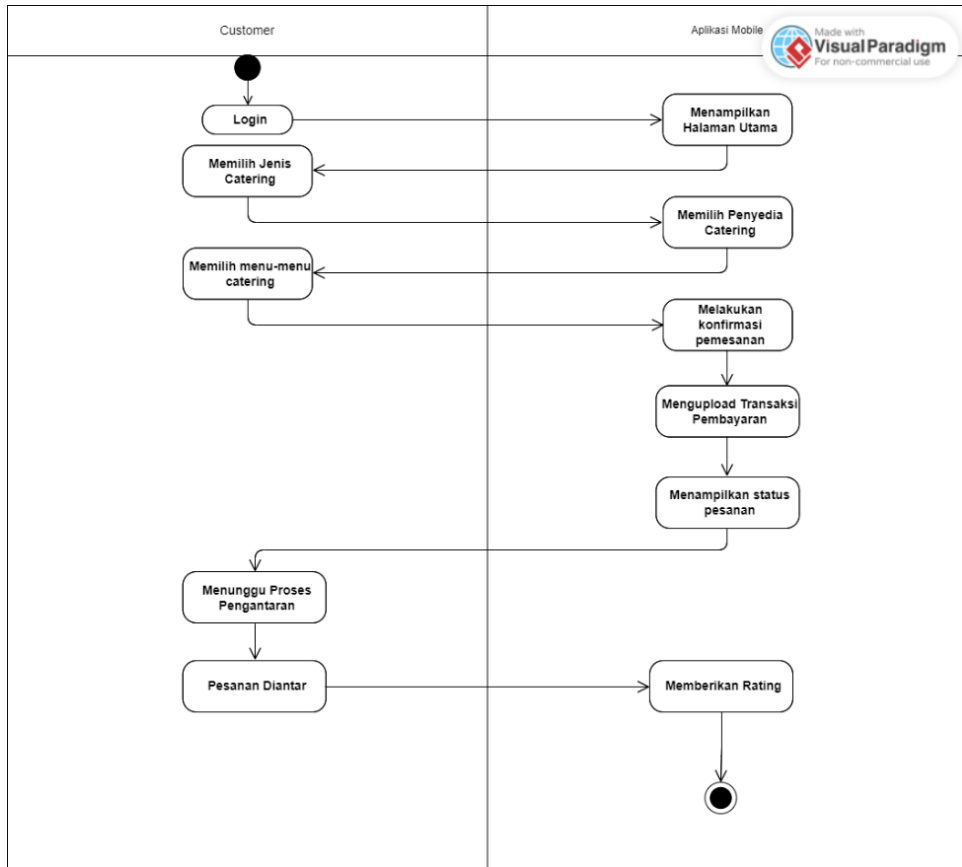 Customer
Aplikasi Mobile
Made with
VisualParadigm
For non-commercial use
Login
Menampilkan
Halaman Utama
Memilih Jenis
Catering
Memilih Penyedia
Catering
Memilih menu-menu
catering
Melakukan
konfirmasi
pemesanan
Mengupload Transaksi
Pembayaran
Menampilkan status
pesanan
Menunggu Proses
Pengantaran
Pesanan Diantar
Memberikan Rating